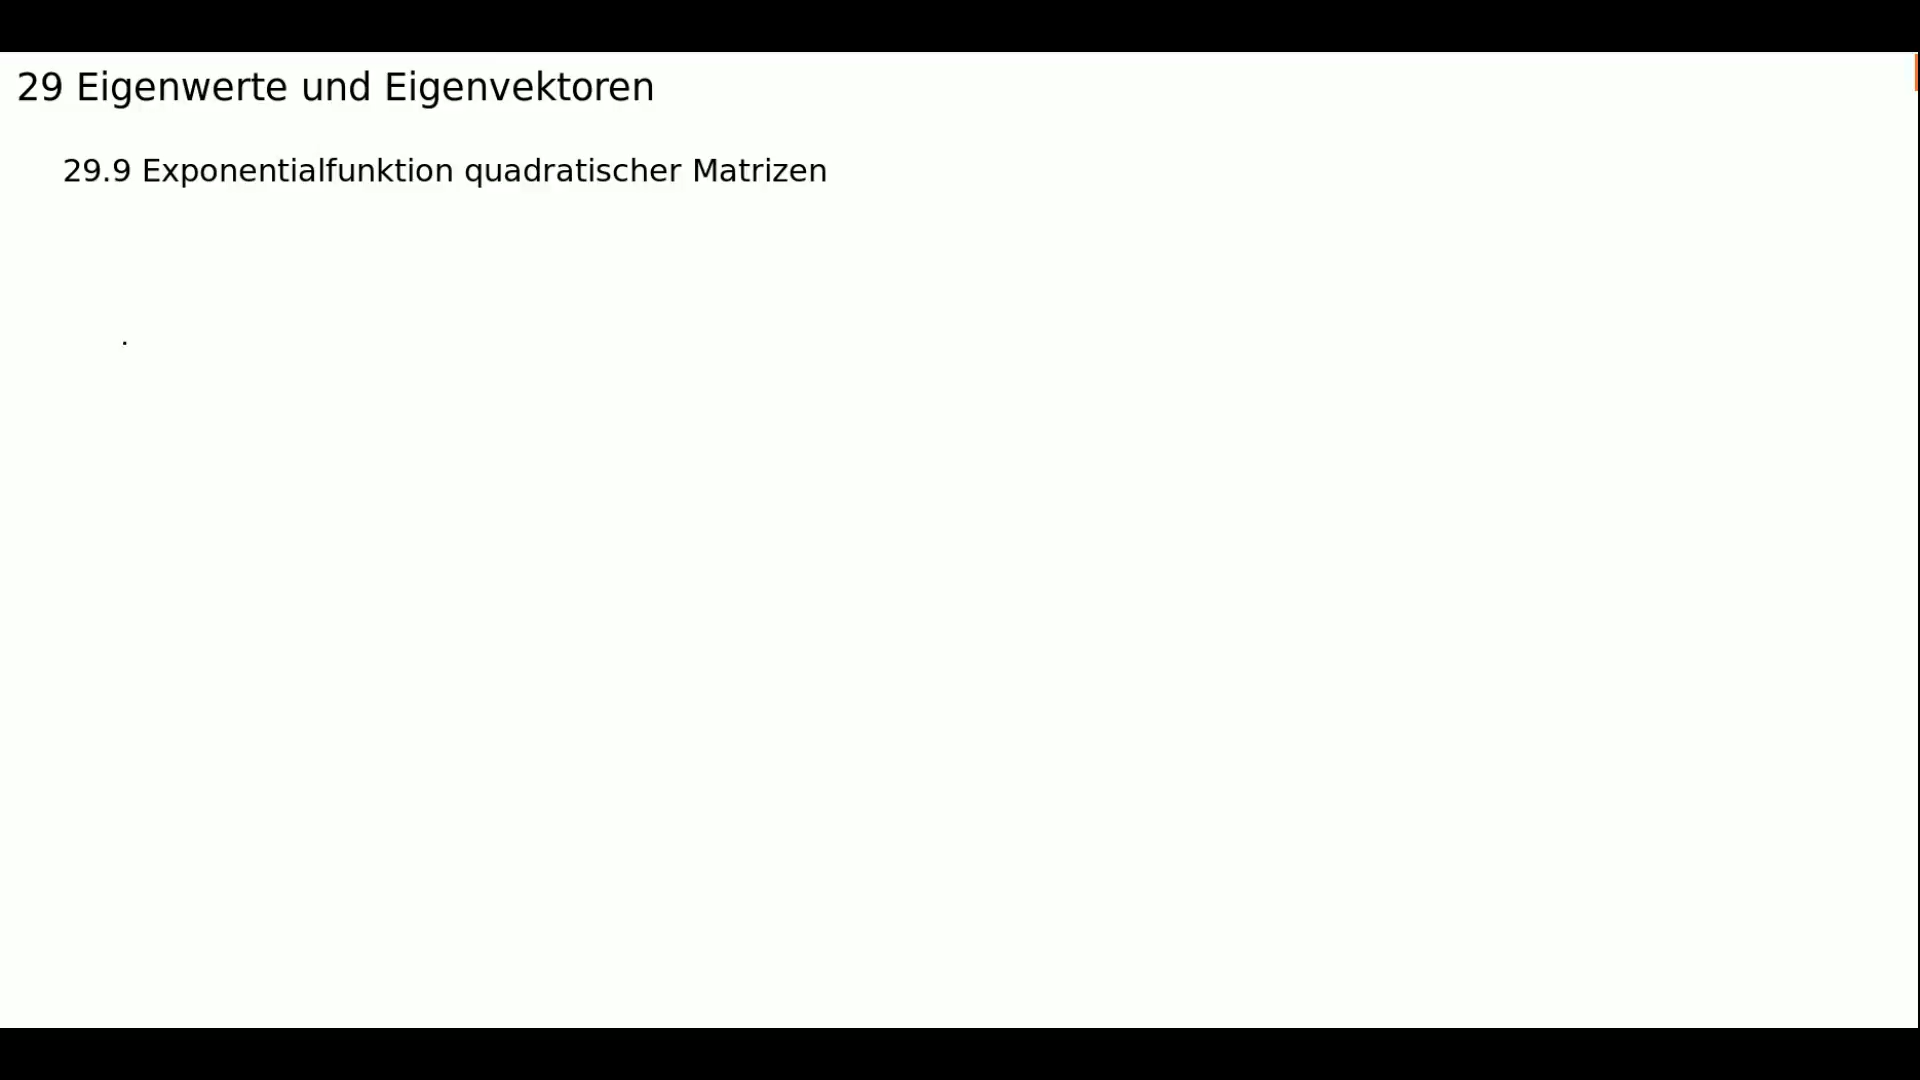 29 Eigenwerte und Eigenvektoren
29.9 Exponentialfunktion quadratischer Matrizen